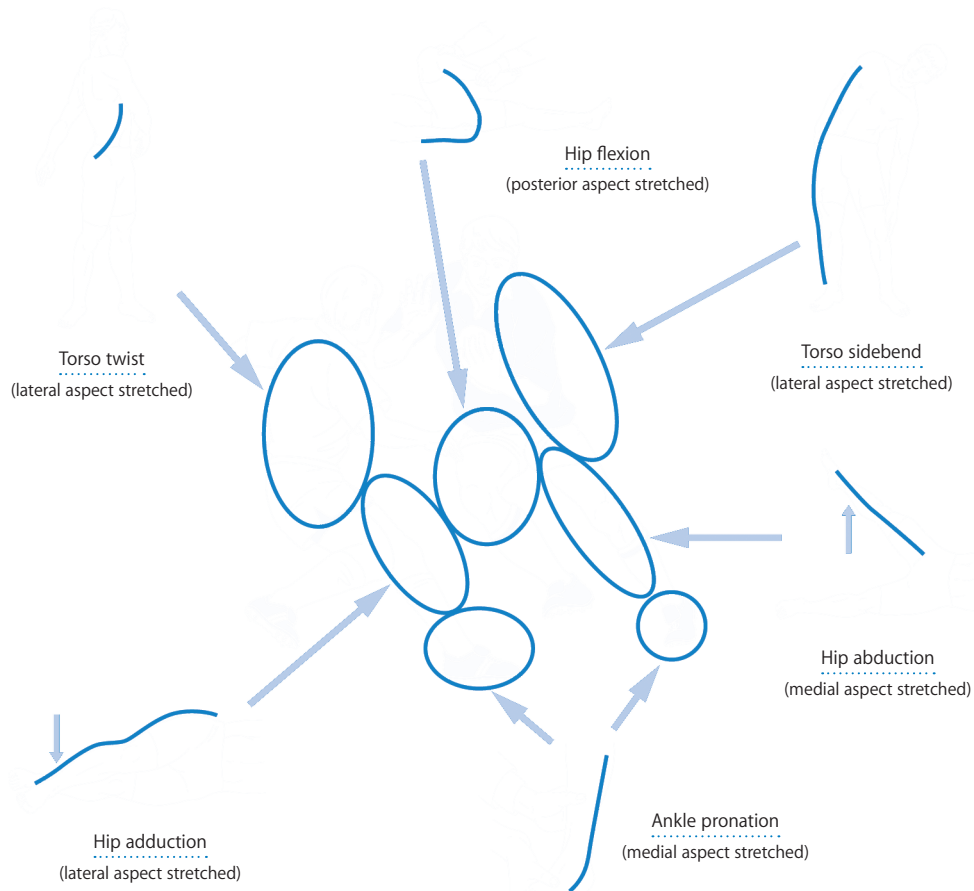 Hip flexion
(posterior aspect stretched)
Torso twist
(lateral aspect stretched)
Torso sidebend
(lateral aspect stretched)
Hip abduction
(medial aspect stretched)
Hip adduction
(lateral aspect stretched)
Ankle pronation
(medial aspect stretched)